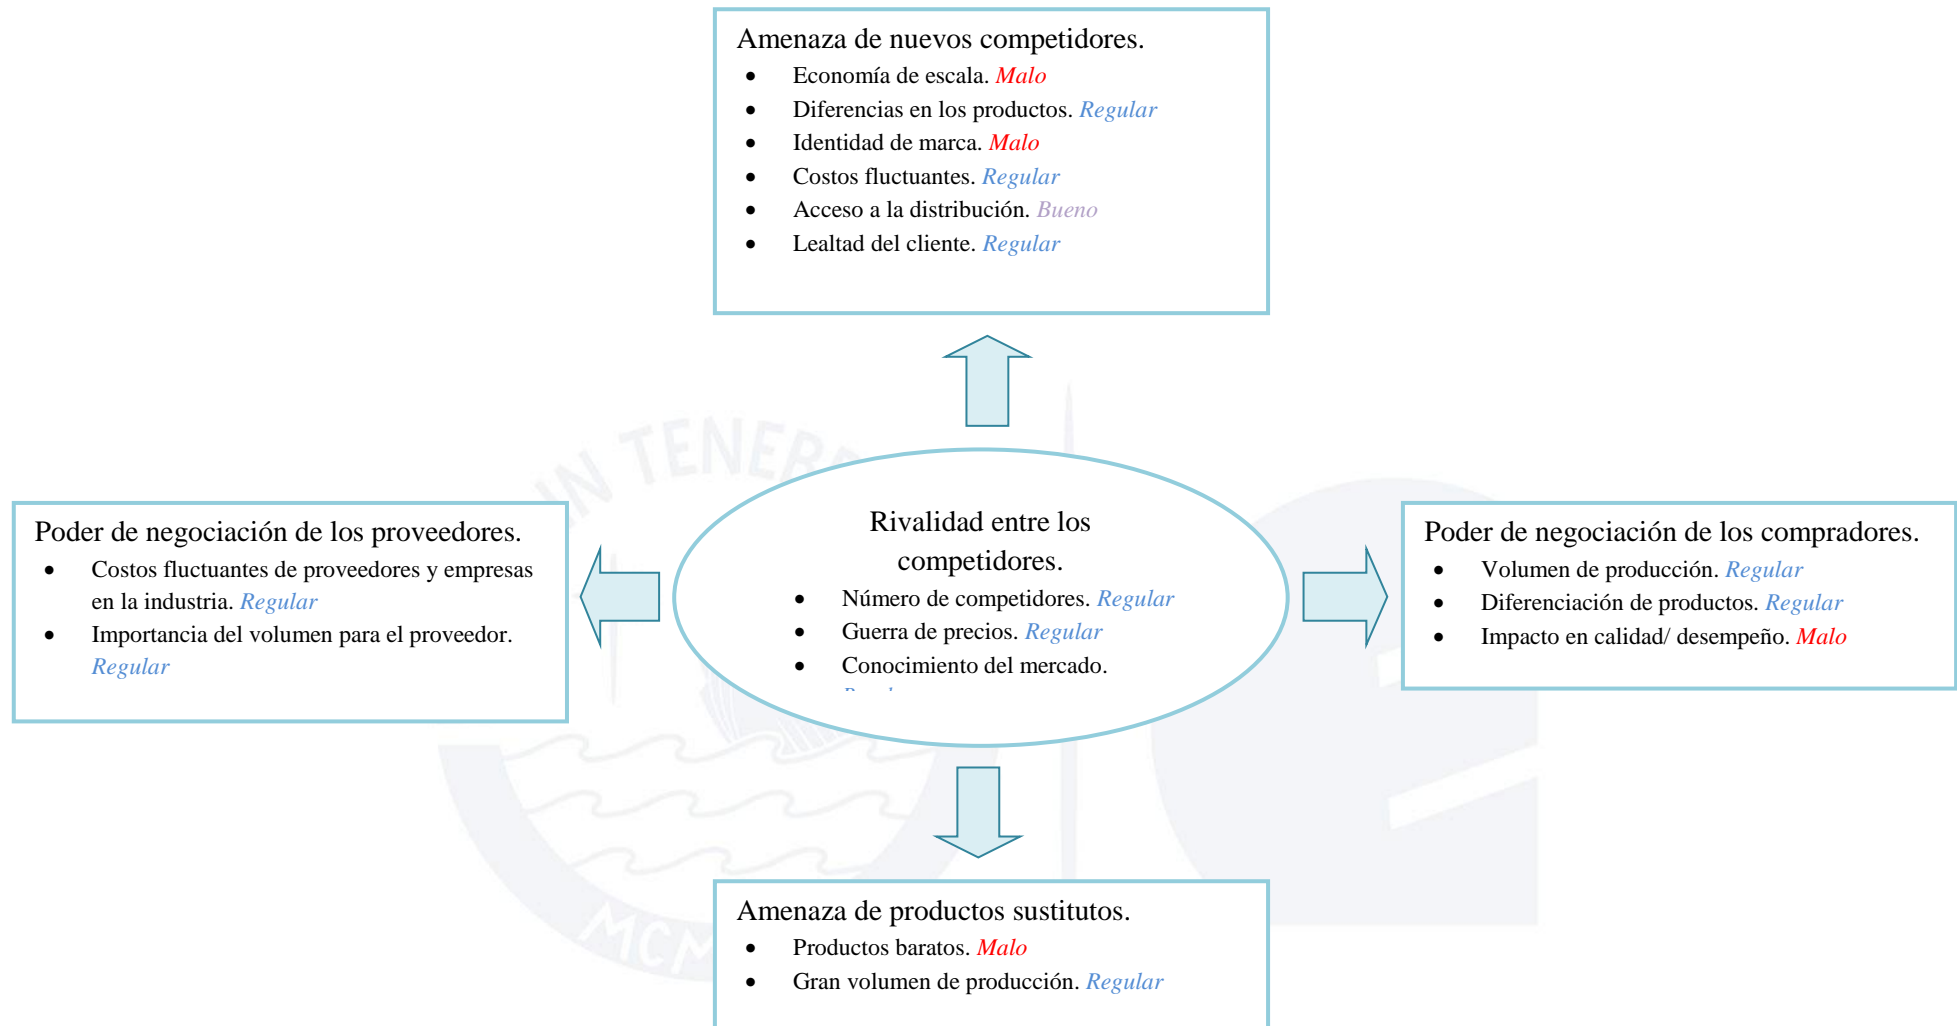 Amenaza de nuevos competidores.
• Economía de escala. Malo
• Diferencias en los productos. Regular
• Identidad de marca. Malo
• Costos fluctuantes. Regular
• Acceso a la distribución. Bueno
• Lealtad del cliente. Regular
IN TENEB
Poder de negociación de los proveedores.
• Costos fluctuantes de proveedores y empresas
en la industria. Regular
• Importancia del volumen para el proveedor.
Regular
Rivalidad entre los
competidores.
• Número de competidores. Regular
• Guerra de precios. Regular
• Conocimiento del mercado.
Poder de negociación de los compradores.
• Volumen de producción. Regular
• Diferenciación de productos. Regular
• Impacto en calidad/ desempeño. Malo
Amenaza de productos sustitutos.
• Productos baratos. Malo
• Gran volumen de producción. Regular
MCM